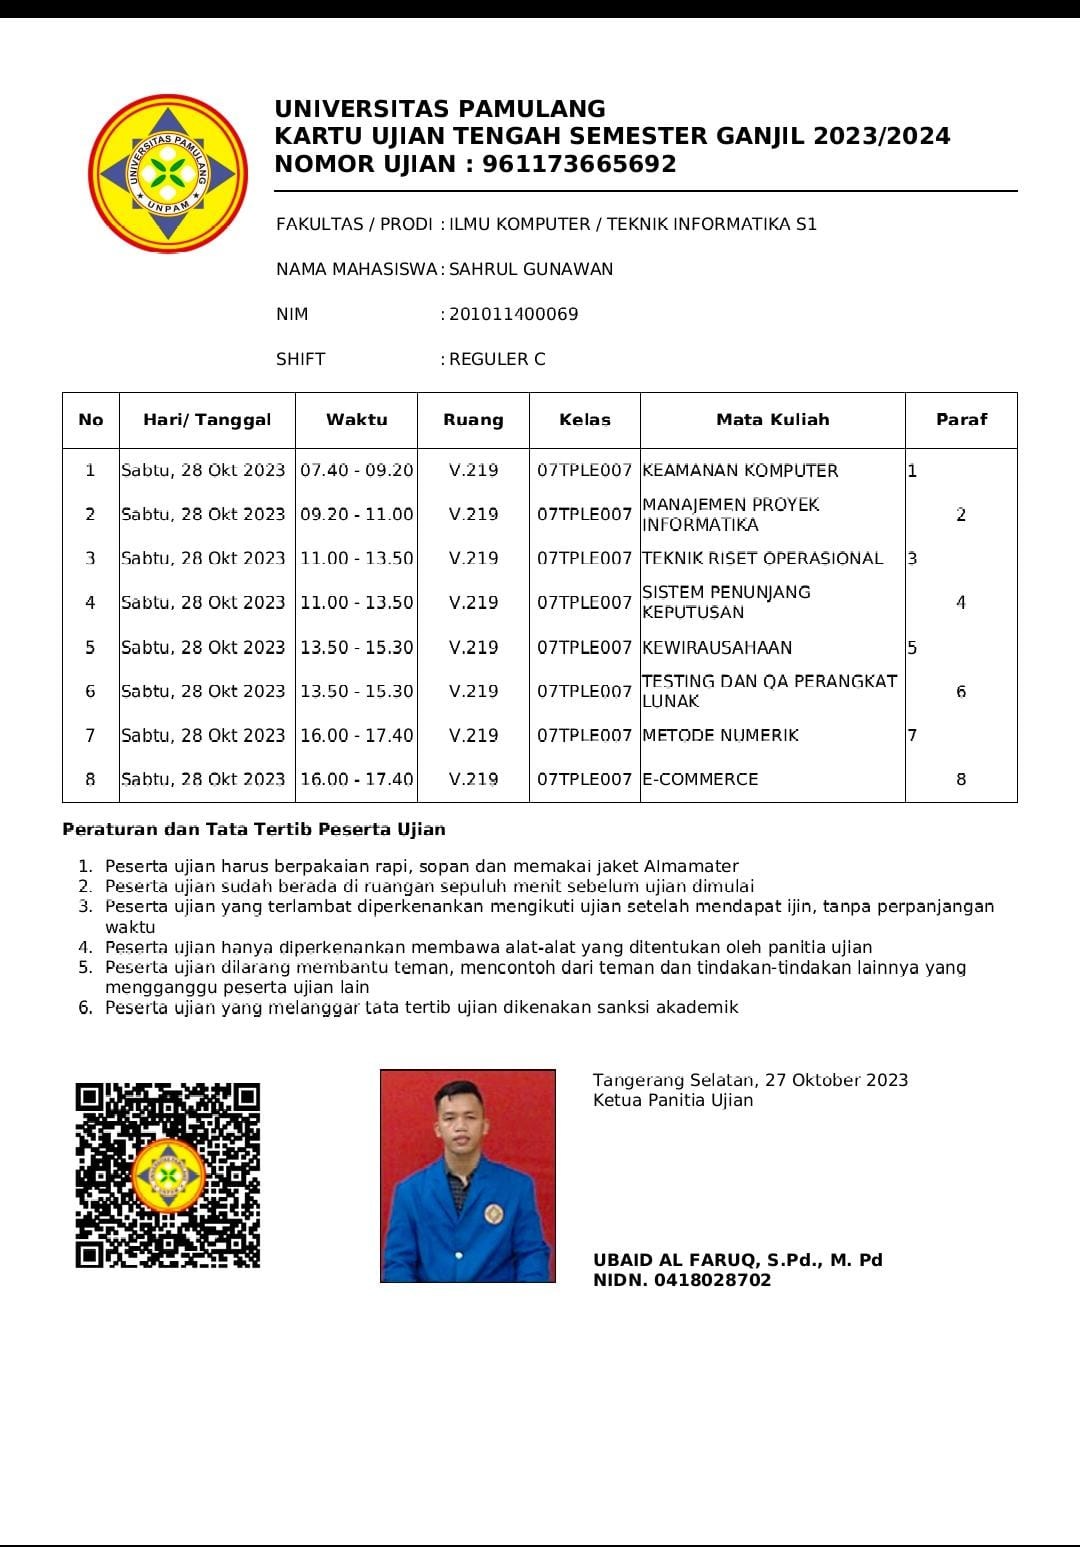 UNIVERSITAS PAMULANG
UNPAM
UNIVERSITAS PAMULANG
KARTU UJIAN TENGAH SEMESTER GANJIL 2023/2024
NOMOR UJIAN : 961173665692
FAKULTAS / PRODI : ILMU KOMPUTER / TEKNIK INFORMATIKA S1
NAMA MAHASISWA : SAHRUL GUNAWAN
NIM : 201011400069
SHIFT : REGULER C
No Hari/ Tanggal Waktu Ruang Kelas Mata Kuliah Paraf
1 Sabtu, 28 Okt 2023 07.40 - 09.20 V.219 07TPLE007 KEAMANAN KOMPUTER 1
2 Sabtu, 28 Okt 2023 09.20 - 11.00 V.219 07TPLE007 MANAJEMEN PROYEK
INFORMATIKA 2
3 Sabtu, 28 Okt 2023 11.00 - 13.50 V.219 07TPLE007 TEKNIK RISET OPERASIONAL 3
4 Sabtu, 28 Okt 2023 11.00 - 13.50 V.219 07TPLE007 SISTEM PENUNJANG
KEPUTUSAN 4
5 Sabtu, 28 Okt 2023 13.50 - 15.30 V.219 07TPLE007 KEWIRAUSAHAAN 5
6 Sabtu, 28 Okt 2023 13.50 - 15.30 V.219 07TPLE007 TESTING DAN QA PERANGKAT
LUNAK 6
7 Sabtu, 28 Okt 2023 16.00 - 17.40 V.219 07TPLE007 METODE NUMERIK 7
8 Sabtu, 28 Okt 2023 16.00 - 17.40 V.219 07TPLE007 E-COMMERCE 8
Peraturan dan Tata Tertib Peserta Ujian
1. Peserta ujian harus berpakaian rapi, sopan dan memakai jaket Almamater
2. Peserta ujian sudah berada di ruangan sepuluh menit sebelum ujian dimulai
3. Peserta ujian yang terlambat diperkenankan mengikuti ujian setelah mendapat ijin, tanpa perpanjangan
waktu
4. Peserta ujian hanya diperkenankan membawa alat-alat yang ditentukan oleh panitia ujian
5. Peserta ujian dilarang membantu teman, mencontoh dari teman dan tindakan-tindakan lainnya yang
mengganggu peserta ujian lain
6. Peserta ujian yang melanggar tata tertib ujian dikenakan sanksi akademik
Tangerang Selatan, 27 Oktober 2023
Ketua Panitia Ujian
UBAID AL FARUQ, S.Pd., M. Pd
NIDN. 0418028702